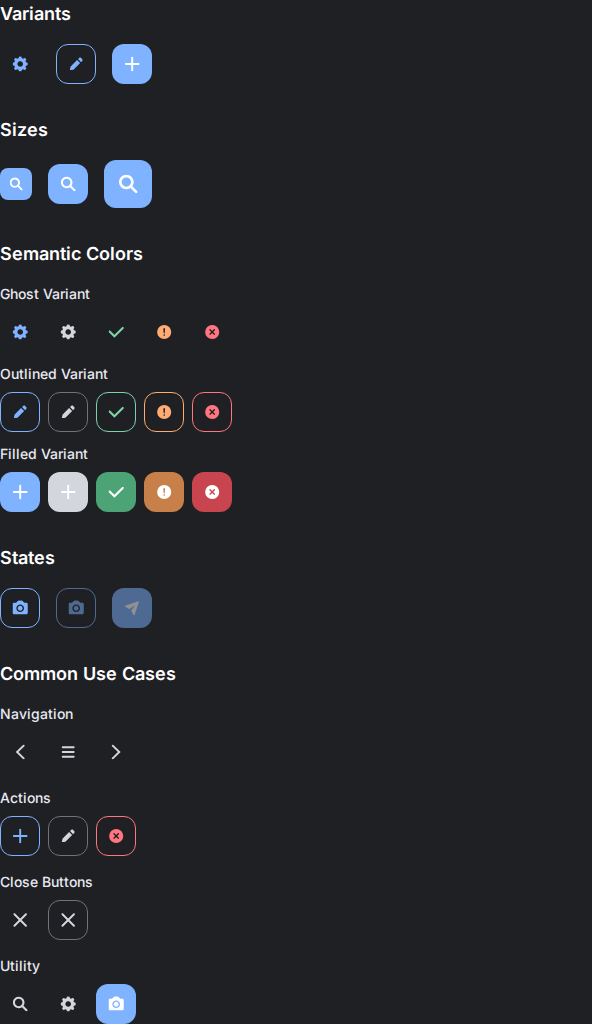 Variants
Sizes
Semantic Colors
Ghost Variant
Outlined Variant
Filled Variant
States
Common Use Cases
Navigation
Actions
Close Buttons
Utility